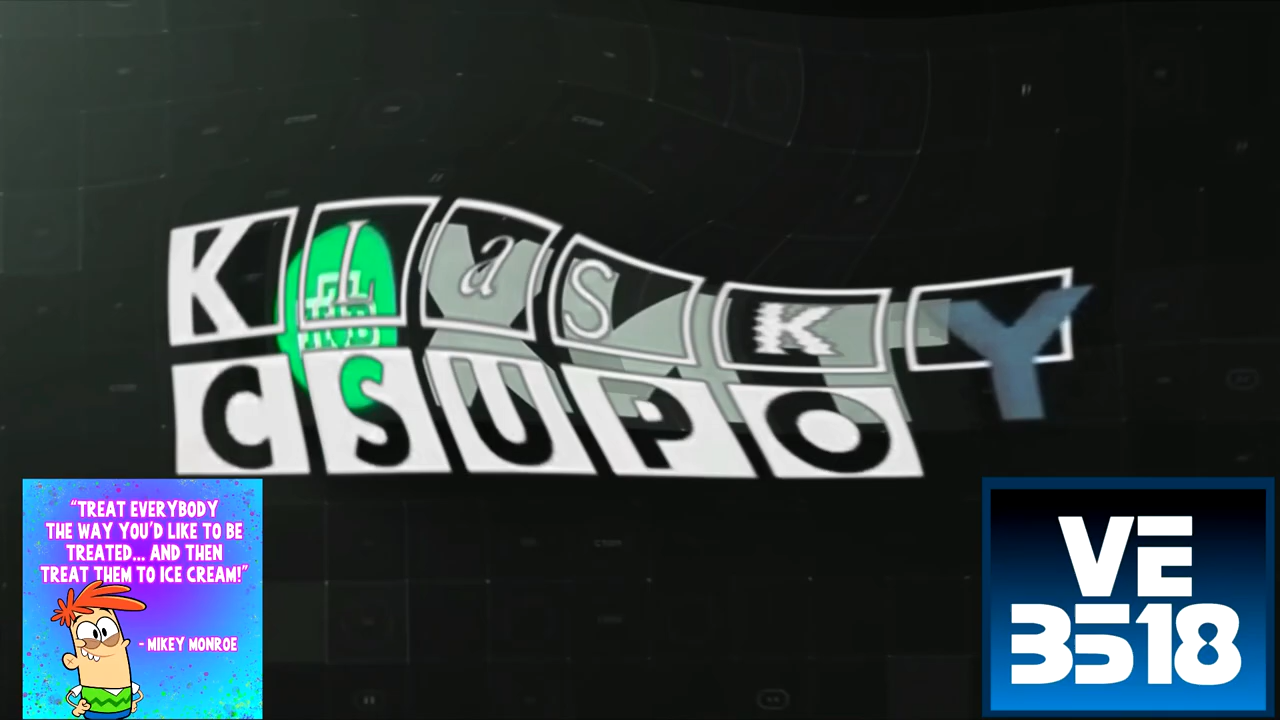 KLaSKY
CSUPO
“TREAT EVERYBODY
THE WAY YOU’D LIKE TO BE
TREATED... AND THEN
TREAT THEM TO ICE CREAM!”
- MIKEY MONROE
VE
3518